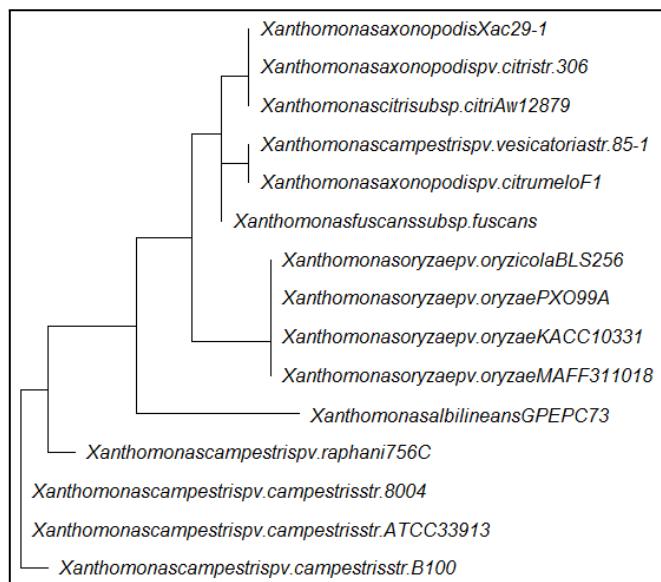 XanthomonasaxonopodisXac29-1
Xanthomonasaxonopodispv.citristr.306
Xanthomonascitrisubsp.citriAw12879
Xanthomonascampestrispv.vesicatoriastr.85-1
Xanthomonasaxonopodispv.citrumeloF1
Xanthomonasfuscanssubsp.fuscans
Xanthomonasoryzaepv.oryzicolaBLS256
Xanthomonasoryzaepv.oryzaePXO99A
Xanthomonasoryzaepv.oryzaeKACC10331
Xanthomonasoryzaepv.oryzaeMAFF311018
XanthomonasalbilineansGPEPC73
Xanthomonascampestrispv.raphani756C
Xanthomonascampestrispv.campestrisstr.8004
Xanthomonascampestrispv.campestrisstr.ATCC33913
Xanthomonascampestrispv.campestrisstr.B100